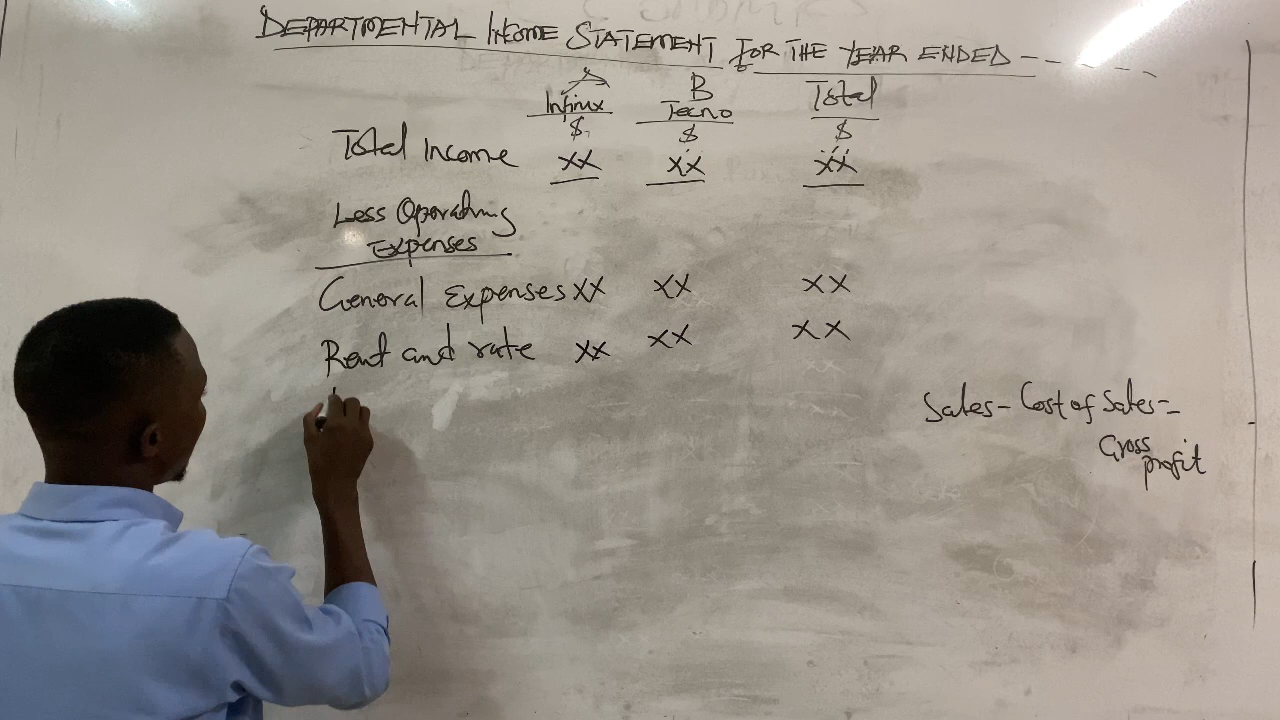 DEPARTMENTAL INCOME STATEMENT FOR THE YEAR ENDED -----
A B Total
Infinix Tecno
$ $ $
Total Income XX XX XX
Less Operating
Expenses
General Expenses XX XX XX
Rent and rate XX XX XX
Sales - Cost of Sales =
Gross
profit